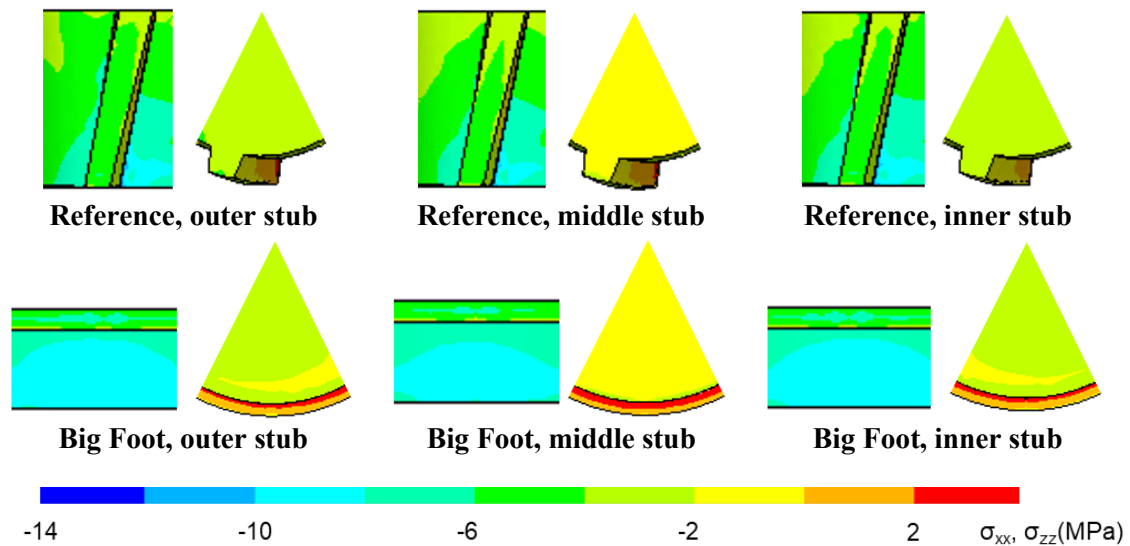 Reference, outer stub
Reference, middle stub
Reference, inner stub
Big Foot, outer stub
Big Foot, middle stub
Big Foot, inner stub
-14 -10 -6 -2 2 σxx, σzz(MPa)